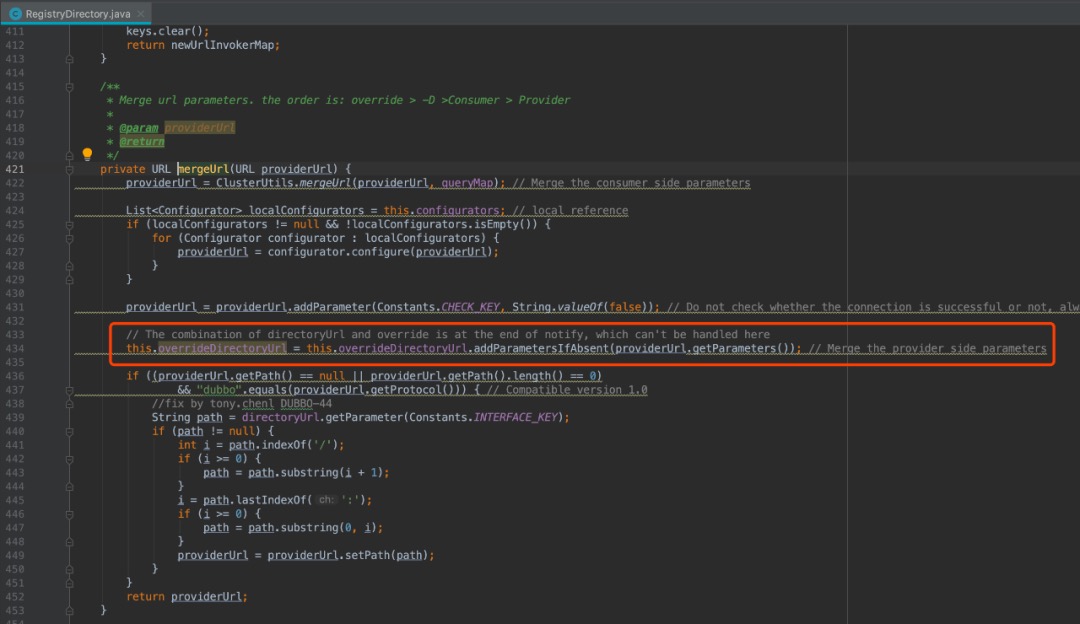 RegistryDirectory.java
411 keys.clear();
412 return newUrlInvokerMap;
413 }
414
415 /**
416 * Merge url parameters. the order is: override > -D >Consumer > Provider
417 *
418 * @param providerUrl
419 * @return
420 */
421 private URL mergeUrl(URL providerUrl) {
422 providerUrl = ClusterUtils.mergeUrl(providerUrl, queryMap); // Merge the consumer side parameters
423
424 List<Configurator> localConfigurators = this.configurators; // local reference
425 if (localConfigurators != null && !localConfigurators.isEmpty()) {
426 for (Configurator configurator : localConfigurators) {
427 providerUrl = configurator.configure(providerUrl);
428 }
429 }
430
431 providerUrl = providerUrl.addParameter(Constants.CHECK_KEY, String.valueOf(false)); // Do not check whether the connection is successful or not, alw
432
433 // The combination of directoryUrl and override is at the end of notify, which can't be handled here
434 this.overrideDirectoryUrl = this.overrideDirectoryUrl.addParametersIfAbsent(providerUrl.getParameters()); // Merge the provider side parameters
435
436 if ((providerUrl.getPath() == null || providerUrl.getPath().length() == 0)
437 && "dubbo".equals(providerUrl.getProtocol())) { // Compatible version 1.0
438 //fix by tony.chenl DUBBO-44
439 String path = directoryUrl.getParameter(Constants.INTERFACE_KEY);
440 if (path != null) {
441 int i = path.indexOf('/');
442 if (i >= 0) {
443 path = path.substring(i + 1);
444 }
445 i = path.lastIndexOf( ch: ':');
446 if (i >= 0) {
447 path = path.substring(0, i);
448 }
449 providerUrl = providerUrl.setPath(path);
450 }
451 }
452 return providerUrl;
453 }
454